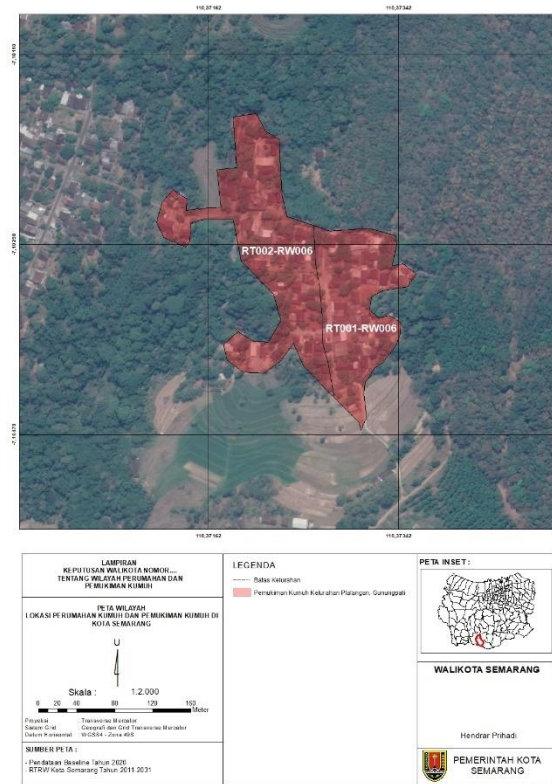 110,37162
110,37342
RT002-RW006
RT001-RW006
110,37162
110,37342
LAMPIRAN
KEPUTUSAN WALIKOTA NOMOR....
TENTANG WILAYAH PERUMAHAN DAN
PEMUKIMAN KUMUH
PETA WILAYAH
LOKASI PERUMAHAN KUMUH DAN PEMUKIMAN KUMUH DI
KOTA SEMARANG
U
Skala : 1:2.000
0 20 40 80 120 160
Meter
Proyeksi : Transverse Mercator
Sistem Grid : Geografi dan Grid Transverse Mercator
Datum Horizontal : WGS84 - Zona 49S
SUMBER PETA :
- Pendataan Baseline Tahun 2020
- RTRW Kota Semarang Tahun 2011-2031
LEGENDA
Batas Kelurahan
Pemukiman Kumuh Kelurahan Plalangan, Gunungpati
PETA INSET :
WALIKOTA SEMARANG
Hendrar Prihadi
PEMERINTAH KOTA
SEMARANG